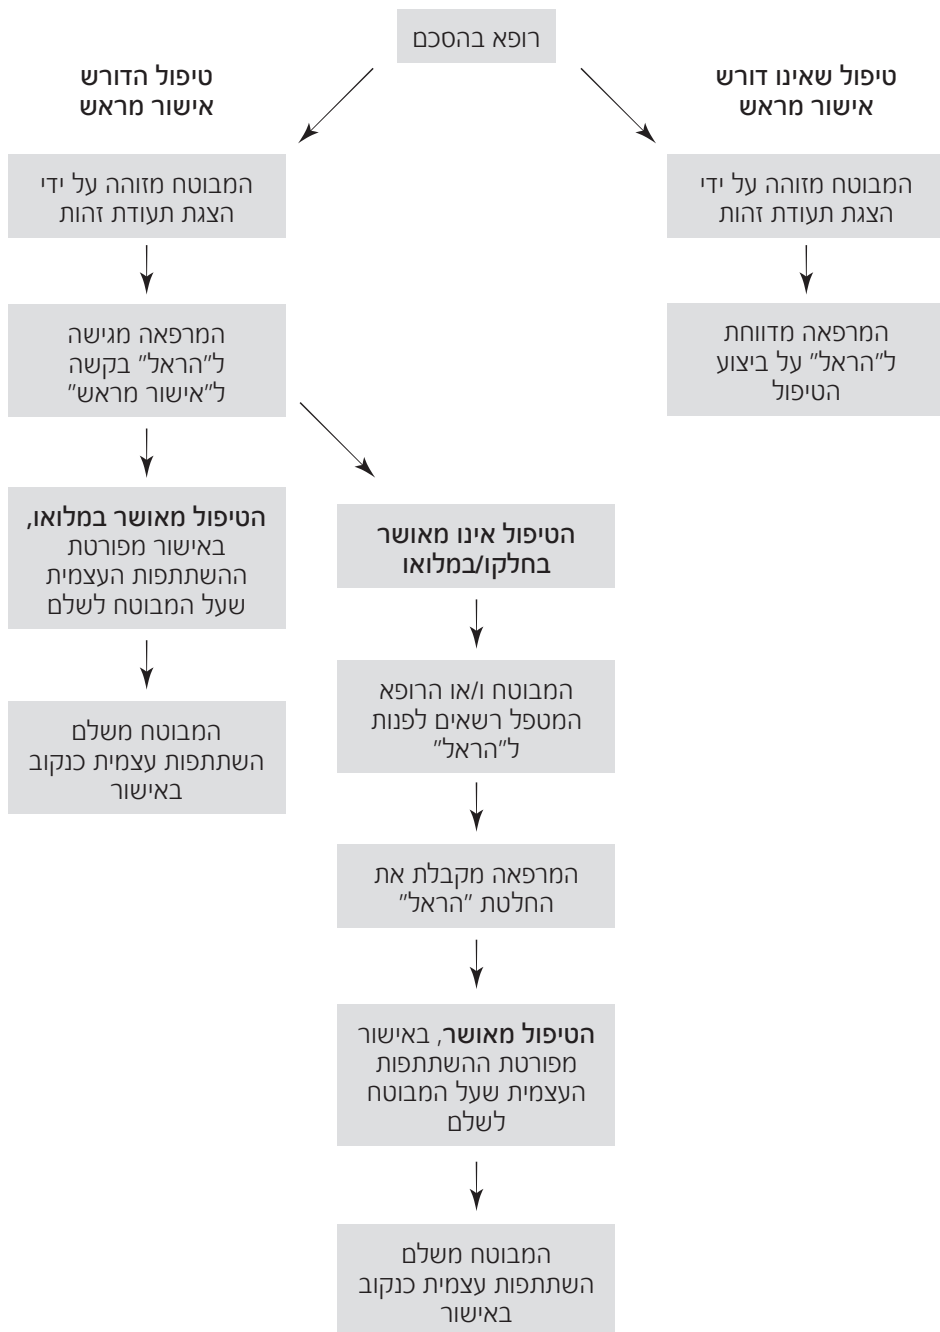 רופא בהסכם
טיפול שאינו דורש
אישור מראש
המבוטח מזוהה על ידי
הצגת תעודת זהות
המרפאה מדווחת
ל"הראל" על ביצוע
הטיפול
טיפול הדורש
אישור מראש
המבוטח מזוהה על ידי
הצגת תעודת זהות
המרפאה מגישה
ל"הראל" בקשה
ל"אישור מראש"
הטיפול מאושר במלואו,
באישור מפורטת
ההשתתפות העצמית
שעל המבוטח לשלם
המבוטח משלם
השתתפות עצמית כנקוב
באישור
הטיפול אינו מאושר
בחלקו/במלואו
המבוטח ו/או הרופא
המטפל רשאים לפנות
ל"הראל"
המרפאה מקבלת את
החלטת "הראל"
הטיפול מאושר, באישור
מפורטת ההשתתפות
העצמית שעל המבוטח
לשלם
המבוטח משלם
השתתפות עצמית כנקוב
באישור